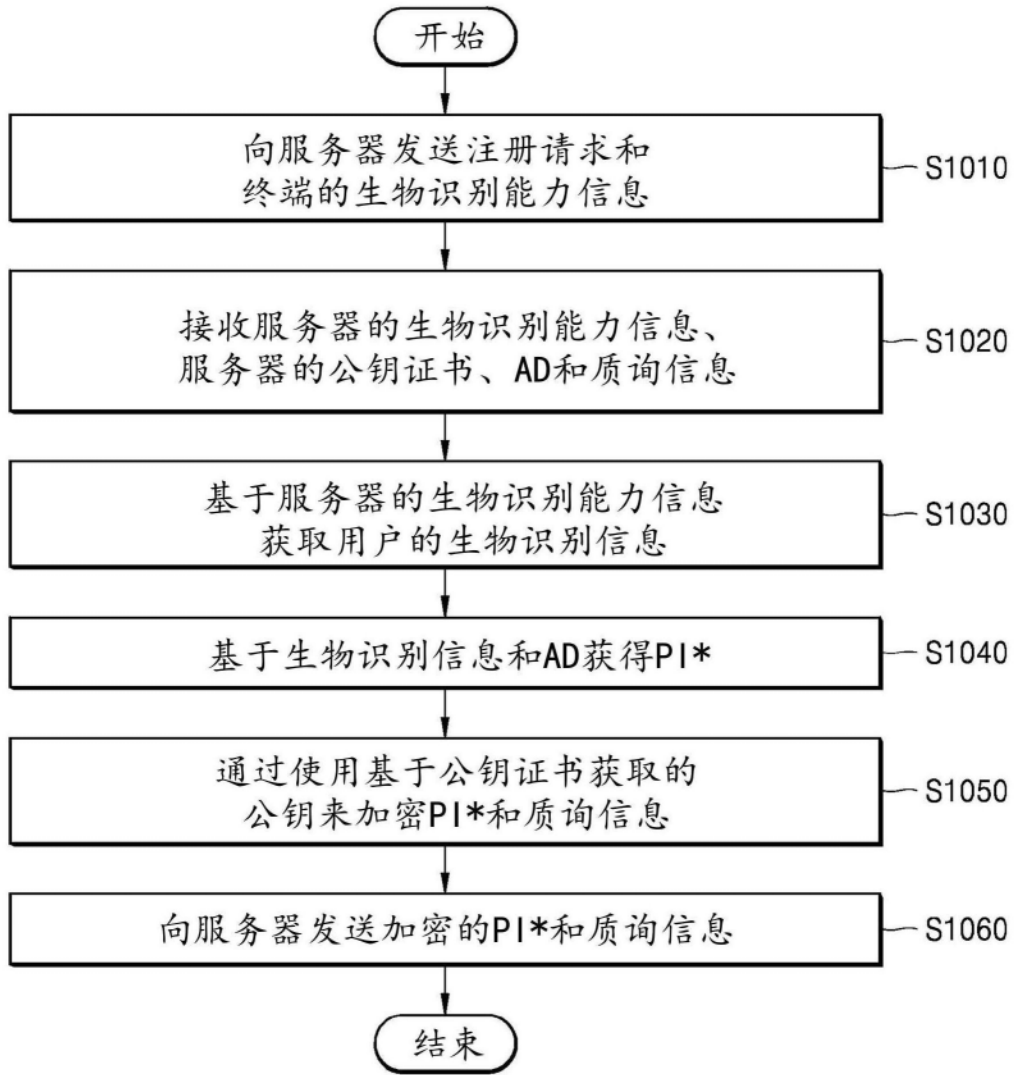 开始
向服务器发送注册请求和
终端的生物识别能力信息
S1010
接收服务器的生物识别能力信息、
服务器的公钥证书、AD和质询信息
S1020
基于服务器的生物识别能力信息
获取用户的生物识别信息
S1030
基于生物识别信息和AD获得PI*
S1040
通过使用基于公钥证书获取的
公钥来加密PI*和质询信息
S1050
向服务器发送加密的PI*和质询信息
S1060
结束